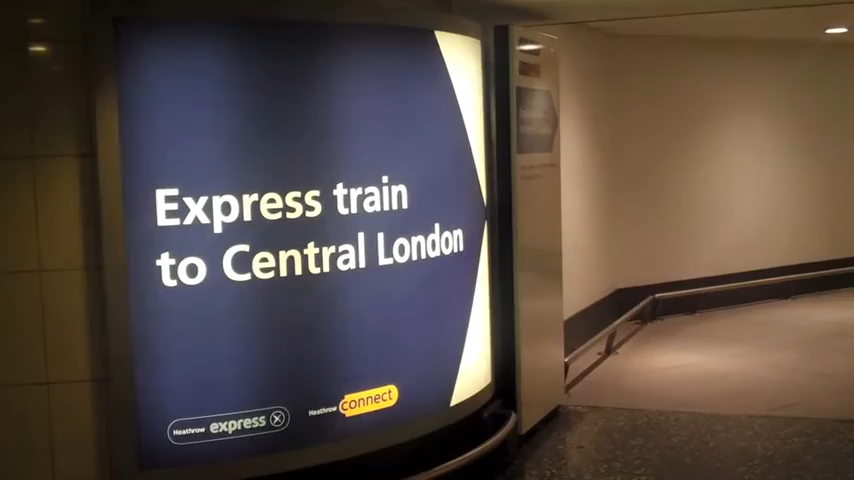 Express train
to Central London
Heathrow express
Heathrow connect